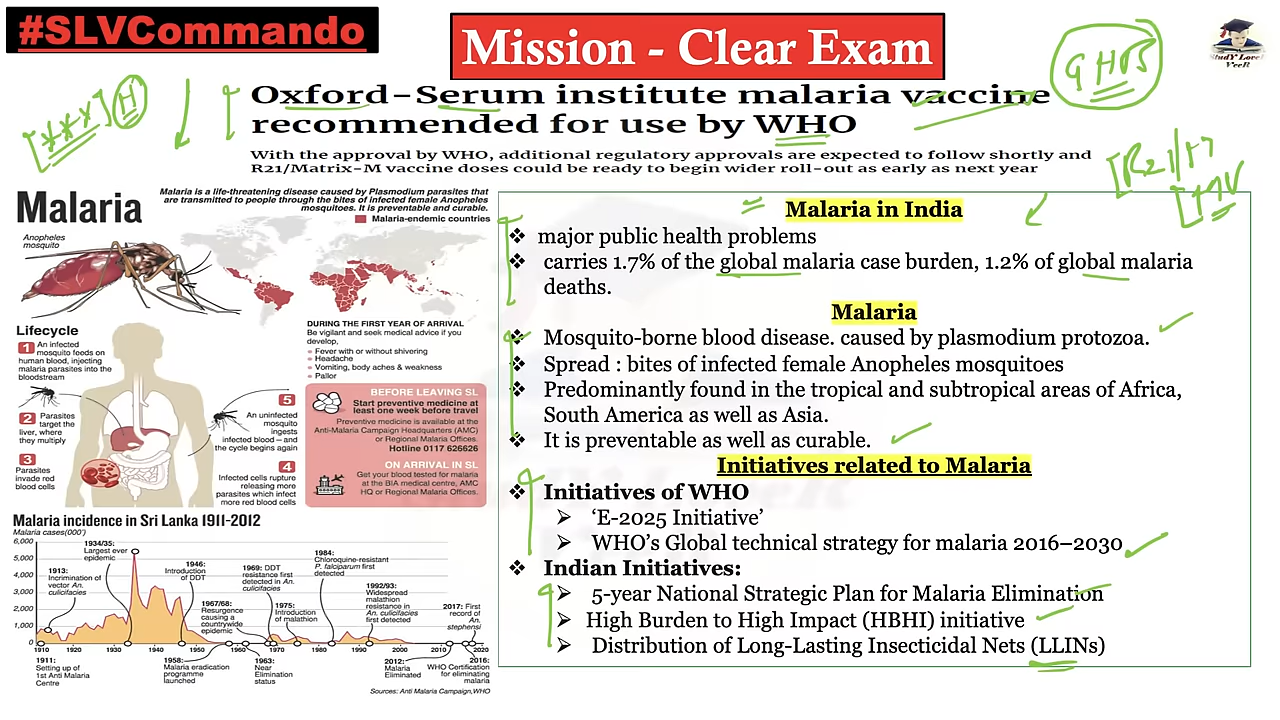 #SLVCommando
Mission - Clear Exam
GHTS
StudY Lover
VeeR
[***] H
Oxford-Serum institute malaria vaccine
recommended for use by WHO
With the approval by WHO, additional regulatory approvals are expected to follow shortly and
R21/Matrix-M vaccine doses could be ready to begin wider roll-out as early as next year
Malaria
Malaria is a life-threatening disease caused by Plasmodium parasites that
are transmitted to people through the bites of infected female Anopheles
mosquitoes. It is preventable and curable.
Malaria-endemic countries
Anopheles
mosquito
Lifecycle
1 An infected
mosquito feeds on
human blood, injecting
malaria parasites into the
bloodstream
2 Parasites
target the
liver, where
they multiply
3
Parasites
invade red
blood cells
5
An uninfected
mosquito
ingests
infected blood — and
the cycle begins again
4
Infected cells rupture
releasing more
parasites which infect
more red blood cells
DURING THE FIRST YEAR OF ARRIVAL
Be vigilant and seek medical advice if you
develop,
Fever with or without shivering
Headache
Vomiting, body aches & weakness
Pallor
BEFORE LEAVING SL
Start preventive medicine at
least one week before travel
Preventive medicine is available at the
Anti-Malaria Campaign Headquarters (AMC)
or Regional Malaria Offices.
Hotline 0117 626626
ON ARRIVAL IN SL
Get your blood tested for malaria
at the BIA medical centre, AMC
HQ or Regional Malaria Offices.
Malaria incidence in Sri Lanka 1911-2012
Malaria cases(000')
6,000
5,000
4,000
3,000
2,000
1,000
0
1910 1920 1930 1940 1950 1960 1970 1980 1990 2000 2010 2020
1934/35:
Largest ever
epidemic
1913:
Incrimination of
vector An.
culicifacies
1946:
Introduction
of DDT
1967/68:
Resurgence
causing a
countrywide
epidemic
1969: DDT
resistance first
detected in An.
culicifacies
1975:
Introduction
of malathion
1984:
Chloroquine-resistant
P. falciparum first
detected
1992/93:
Widespread
malathion
resistance in
An. culicifacies
first detected
2017: First
record of
An.
stephensi
1911:
Setting up of
1st Anti Malaria
Centre
1958:
Malaria eradication
programme
launched
1963:
Near
Elimination
status
2012:
Malaria
Eliminated
2016:
WHO Certification
for eliminating
malaria
Sources: Anti Malaria Campaign,WHO
Malaria in India
❖ major public health problems
❖ carries 1.7% of the global malaria case burden, 1.2% of global malaria
deaths.
Malaria
❖ Mosquito-borne blood disease. caused by plasmodium protozoa.
❖ Spread : bites of infected female Anopheles mosquitoes
❖ Predominantly found in the tropical and subtropical areas of Africa,
South America as well as Asia.
❖ It is preventable as well as curable.
Initiatives related to Malaria
❖ Initiatives of WHO
➢ ‘E-2025 Initiative’
➢ WHO’s Global technical strategy for malaria 2016–2030
❖ Indian Initiatives:
➢ 5-year National Strategic Plan for Malaria Elimination
➢ High Burden to High Impact (HBHI) initiative
➢ Distribution of Long-Lasting Insecticidal Nets (LLINs)